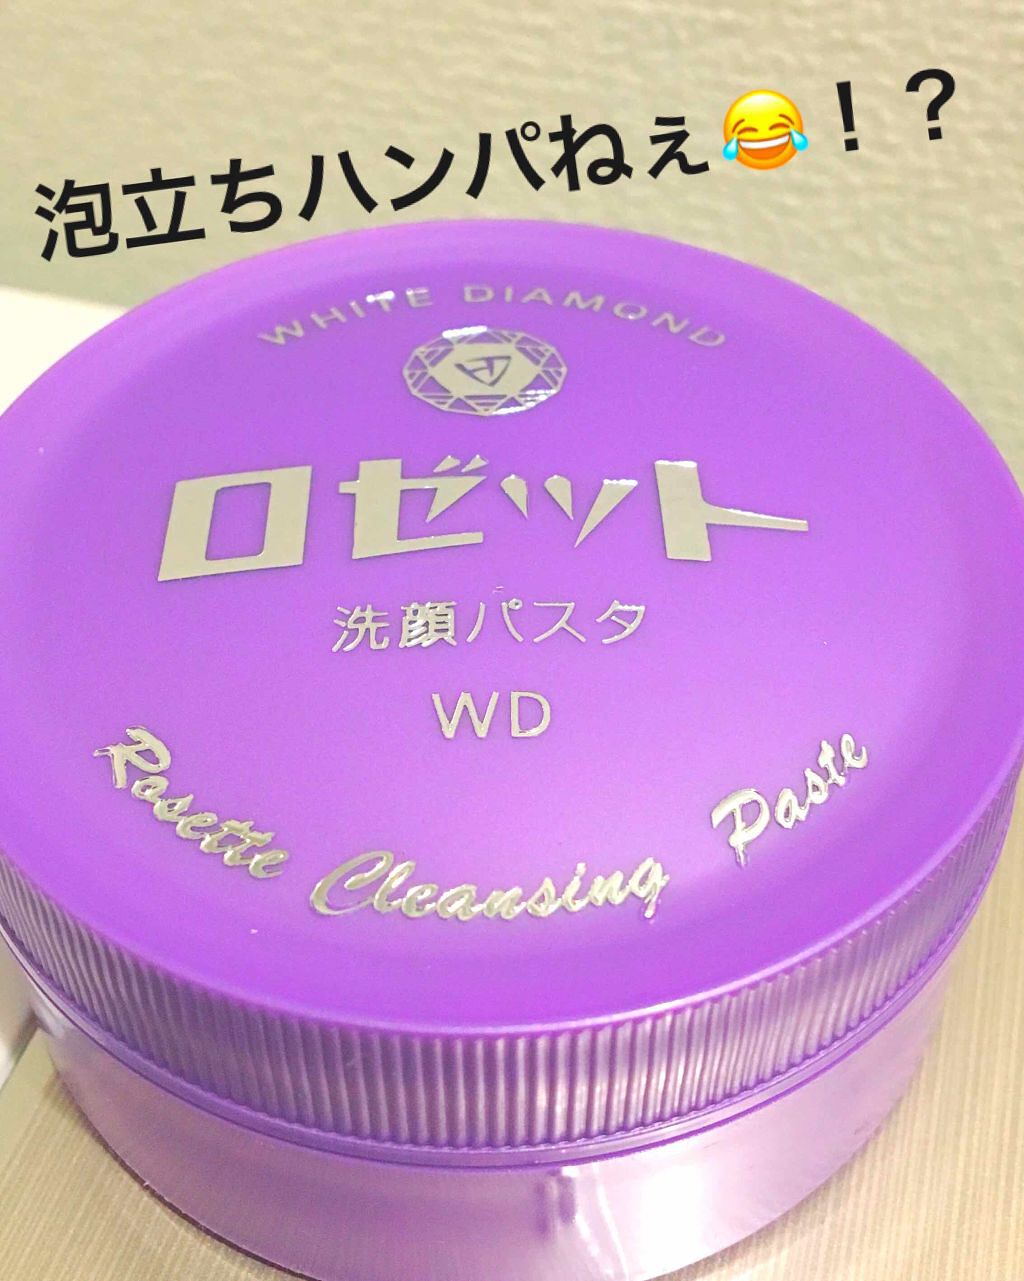 泡立ちハンパねぇ😂！？
WHITE DIAMOND
ロゼット
洗顔パスタ
WD
Rosette Cleansing Paste